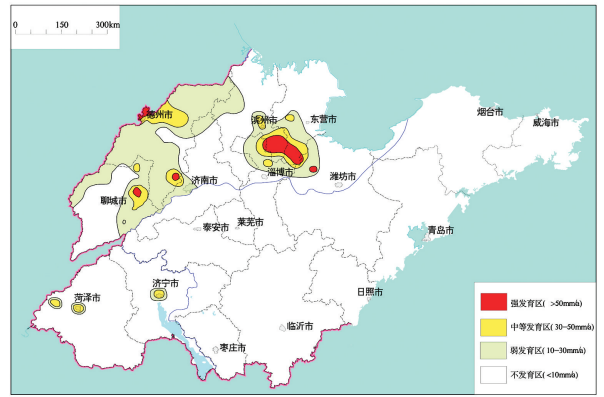 0 150 300km
德州市
滨州市
东营市
烟台市
威海市
淄博市
潍坊市
济南市
聊城市
泰安市
莱芜市
青岛市
济宁市
菏泽市
日照市
临沂市
枣庄市
强发育区( >50mm/a)
中等发育区(30-50mm/a)
弱发育区(10-30mm/a)
不发育区(<10mm/a)